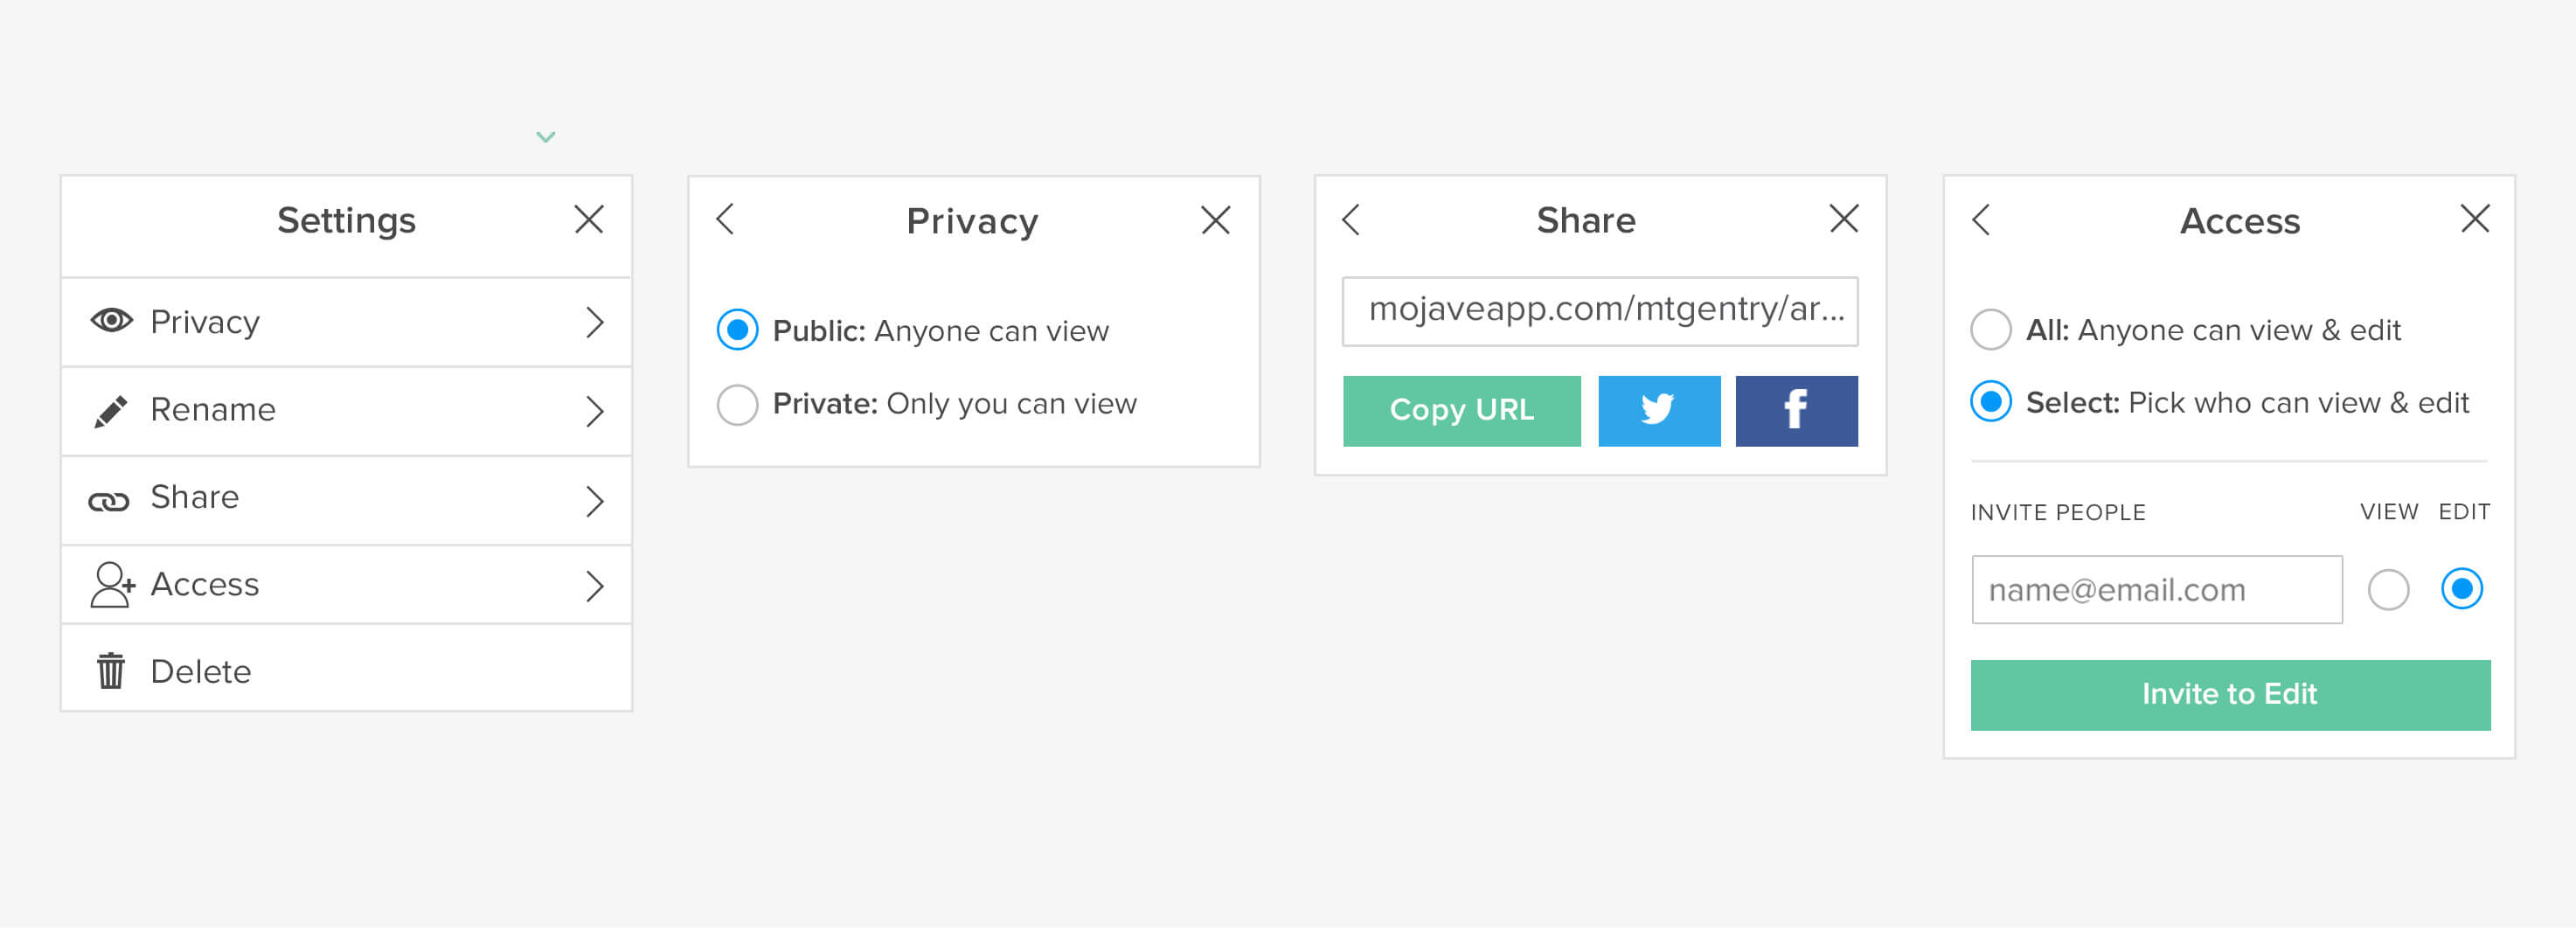 Settings
Privacy
Rename
Share
Access
Delete
Privacy
Public: Anyone can view
Private: Only you can view
Share
mojaveapp.com/mtgentry/ar...
Copy URL
Access
All: Anyone can view & edit
Select: Pick who can view & edit
INVITE PEOPLE VIEW EDIT
name@email.com
Invite to Edit